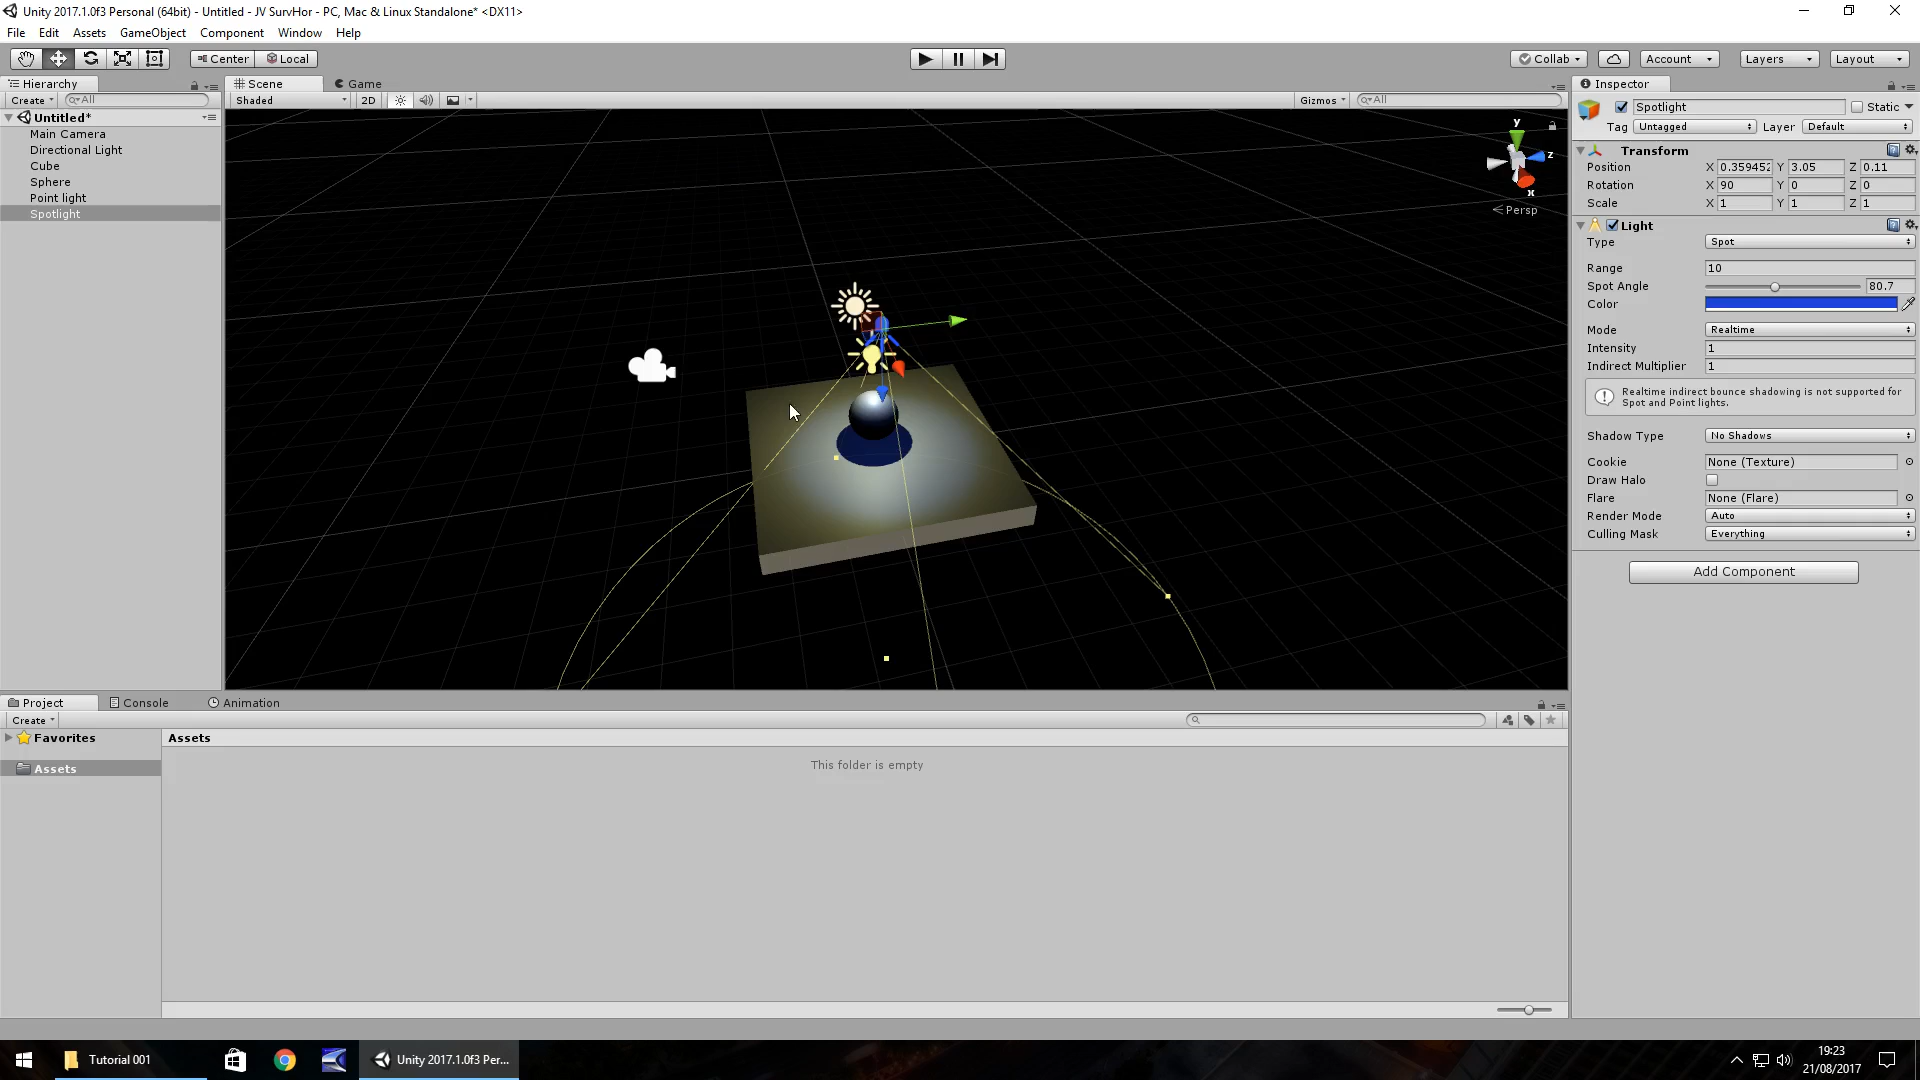 Unity 2017.1.0f3 Personal (64bit) - Untitled - JV SurvHor - PC, Mac & Linux Standalone* <DX11>
File Edit Assets GameObject Component Window Help
Center Local Collab Account Layers Layout
Hierarchy
Create All
Untitled*
Main Camera
Directional Light
Cube
Sphere
Point light
Spotlight
Scene Game
Shaded 2D Gizmos All
y
z
x
Persp
Inspector
Spotlight Static
Tag Untagged Layer Default
Transform
Position X 0.359452 Y 3.05 Z 0.11
Rotation X 90 Y 0 Z 0
Scale X 1 Y 1 Z 1
Light
Type Spot
Range 10
Spot Angle 80.7
Color
Mode Realtime
Intensity 1
Indirect Multiplier 1
Realtime indirect bounce shadowing is not supported for
Spot and Point lights.
Shadow Type No Shadows
Cookie None (Texture)
Draw Halo
Flare None (Flare)
Render Mode Auto
Culling Mask Everything
Add Component
Project Console Animation
Create
Favorites
Assets
Assets
This folder is empty
Tutorial 001
Unity 2017.1.0f3 Per...
19:23
21/08/2017